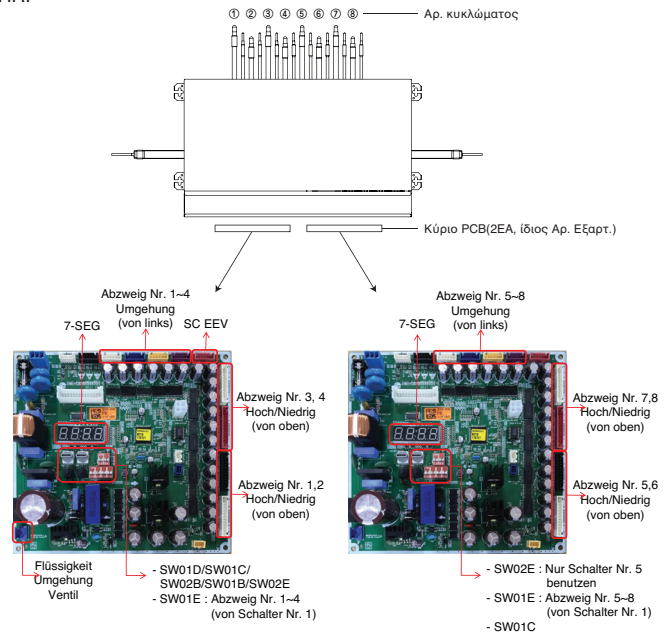 ① ② ③ ④ ⑤ ⑥ ⑦ ⑧
Αρ. κυκλώματος
Κύριο PCB(2EA, ίδιος Αρ. Εξαρτ.)
Abzweig Nr. 1~4
Umgehung
(von links)
7-SEG
SC EEV
Abzweig Nr. 3, 4
Hoch/Niedrig
(von oben)
Abzweig Nr. 1,2
Hoch/Niedrig
(von oben)
Flüssigkeit
Umgehung
Ventil
- SW01D/SW01C/
SW02B/SW01B/SW02E
- SW01E : Abzweig Nr. 1~4
(von Schalter Nr. 1)
Abzweig Nr. 5~8
Umgehung
(von links)
7-SEG
Abzweig Nr. 7,8
Hoch/Niedrig
(von oben)
Abzweig Nr. 5,6
Hoch/Niedrig
(von oben)
- SW02E : Nur Schalter Nr. 5
benutzen
- SW01E : Abzweig Nr. 5~8
(von Schalter Nr. 1)
- SW01C